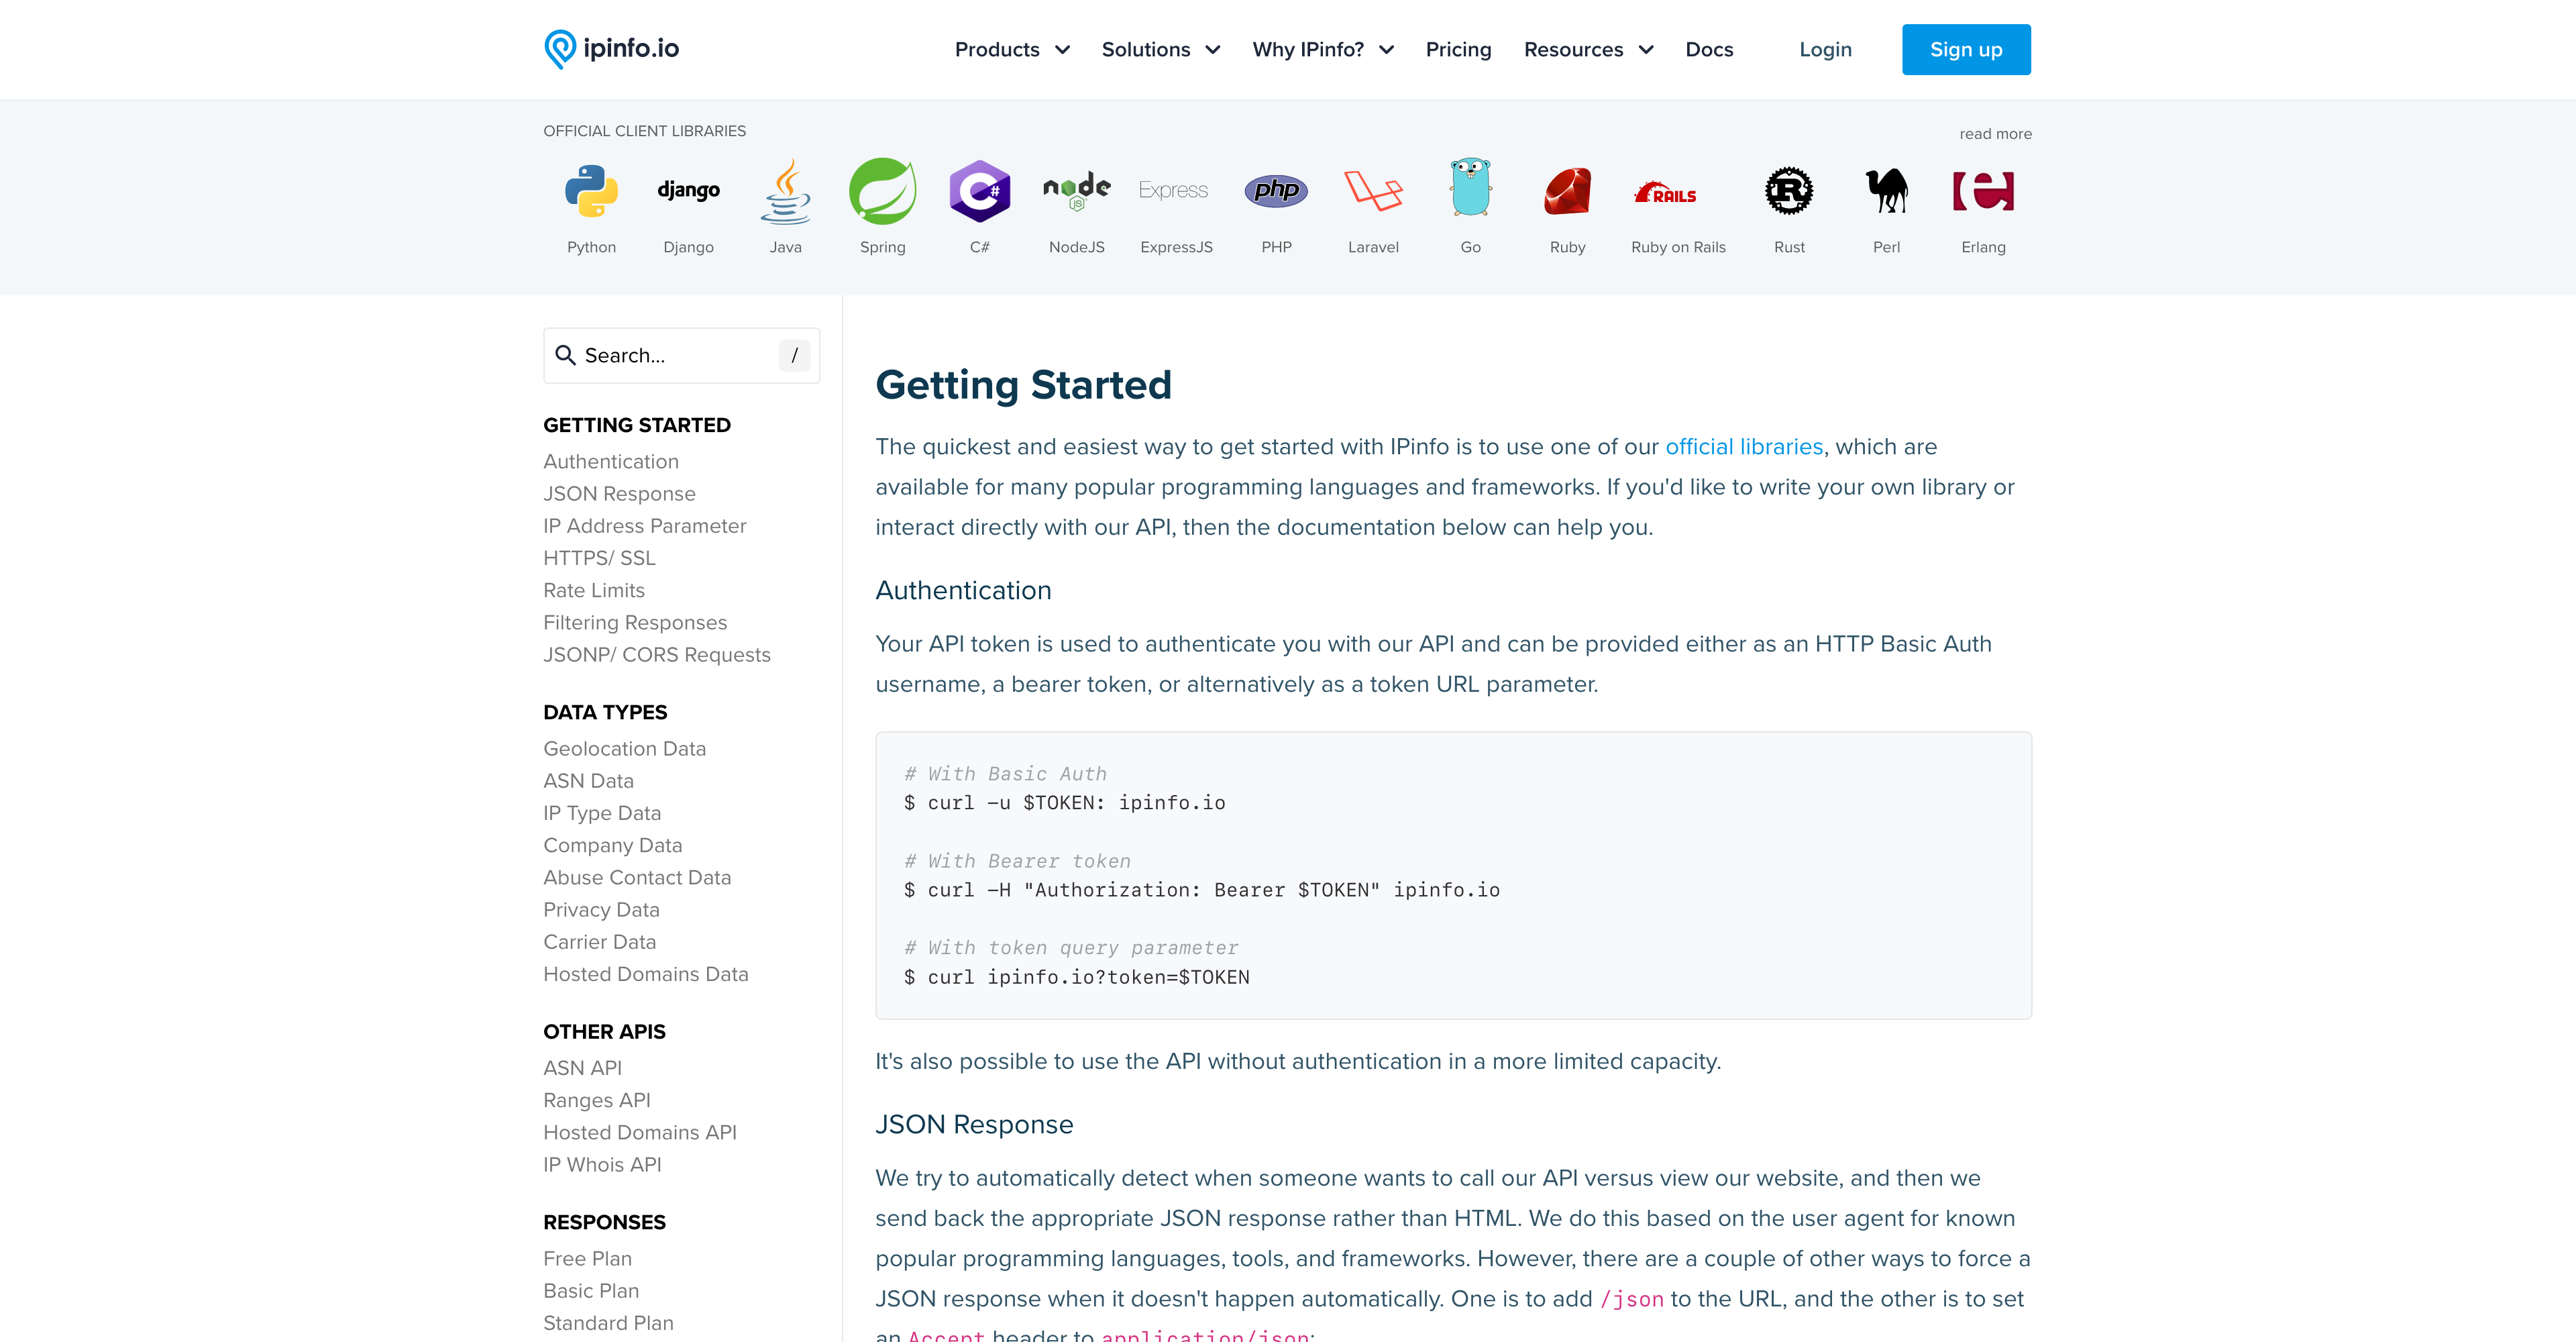 ipinfo.io
Products
Solutions
Why IPinfo?
Pricing
Resources
Docs
Login
Sign up
OFFICIAL CLIENT LIBRARIES
read more
django
C#
node
JS
Express
php
RAILS
R
e
Python
Django
Java
Spring
C#
NodeJS
ExpressJS
PHP
Laravel
Go
Ruby
Ruby on Rails
Rust
Perl
Erlang
Search...
/
GETTING STARTED
Authentication
JSON Response
IP Address Parameter
HTTPS/ SSL
Rate Limits
Filtering Responses
JSONP/ CORS Requests
DATA TYPES
Geolocation Data
ASN Data
IP Type Data
Company Data
Abuse Contact Data
Privacy Data
Carrier Data
Hosted Domains Data
OTHER APIS
ASN API
Ranges API
Hosted Domains API
IP Whois API
RESPONSES
Free Plan
Basic Plan
Standard Plan
Getting Started
The quickest and easiest way to get started with IPinfo is to use one of our official libraries, which are
available for many popular programming languages and frameworks. If you'd like to write your own library or
interact directly with our API, then the documentation below can help you.
Authentication
Your API token is used to authenticate you with our API and can be provided either as an HTTP Basic Auth
username, a bearer token, or alternatively as a token URL parameter.
# With Basic Auth
$ curl -u $TOKEN: ipinfo.io
# With Bearer token
$ curl -H "Authorization: Bearer $TOKEN" ipinfo.io
# With token query parameter
$ curl ipinfo.io?token=$TOKEN
It's also possible to use the API without authentication in a more limited capacity.
JSON Response
We try to automatically detect when someone wants to call our API versus view our website, and then we
send back the appropriate JSON response rather than HTML. We do this based on the user agent for known
popular programming languages, tools, and frameworks. However, there are a couple of other ways to force a
JSON response when it doesn't happen automatically. One is to add /json to the URL, and the other is to set
an Accept header to application/json: